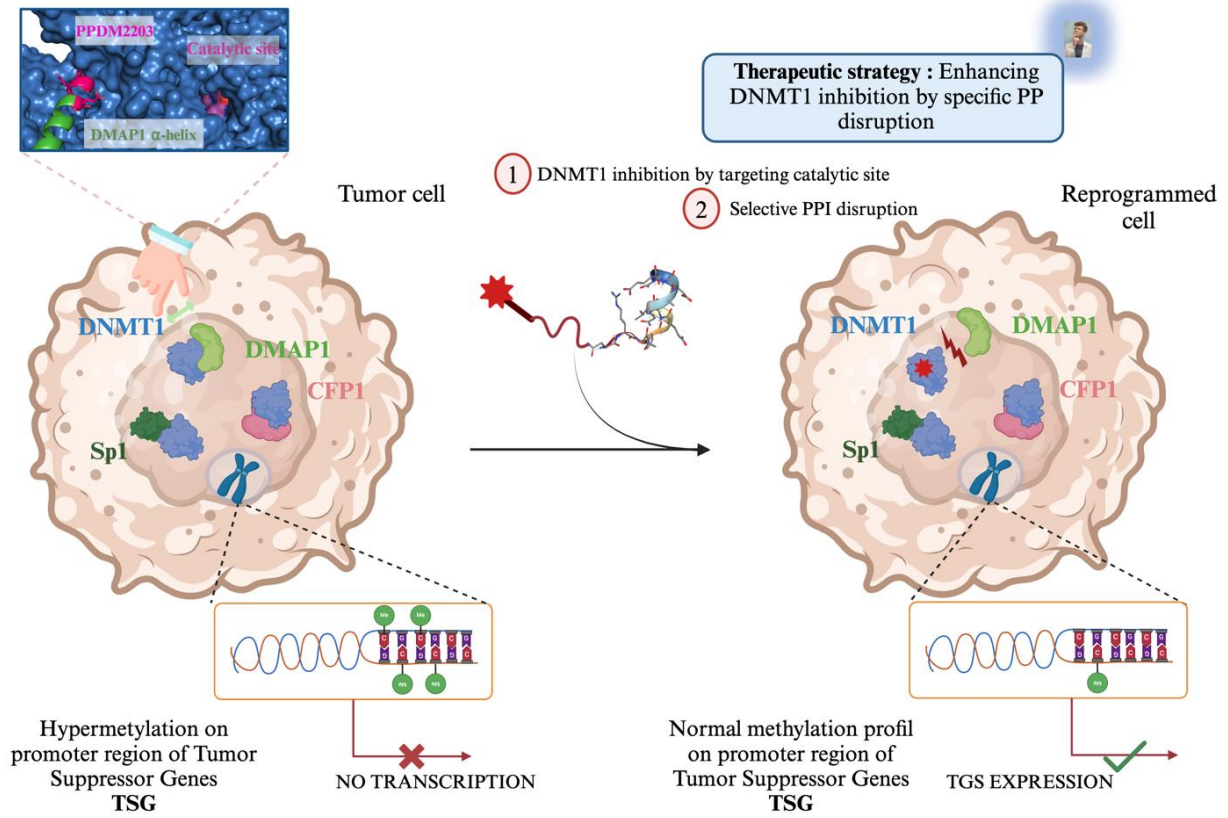 PPDM2203
Catalytic site
DMAP1 α-helix
Therapeutic strategy : Enhancing
DNMT1 inhibition by specific PP
disruption
1 DNMT1 inhibition by targeting catalytic site
2 Selective PPI disruption
Tumor cell
Reprogrammed
cell
DNMT1
DMAP1
CFP1
Sp1
DNMT1
DMAP1
CFP1
Sp1
Me Me
C G C G C G
G C G C G C
Me Me
C G C G C G
G C G C G C
Me
Hypermetylation on
promoter region of Tumor
Suppressor Genes
TSG
NO TRANSCRIPTION
Normal methylation profil
on promoter region of
Tumor Suppressor Genes
TSG
TGS EXPRESSION